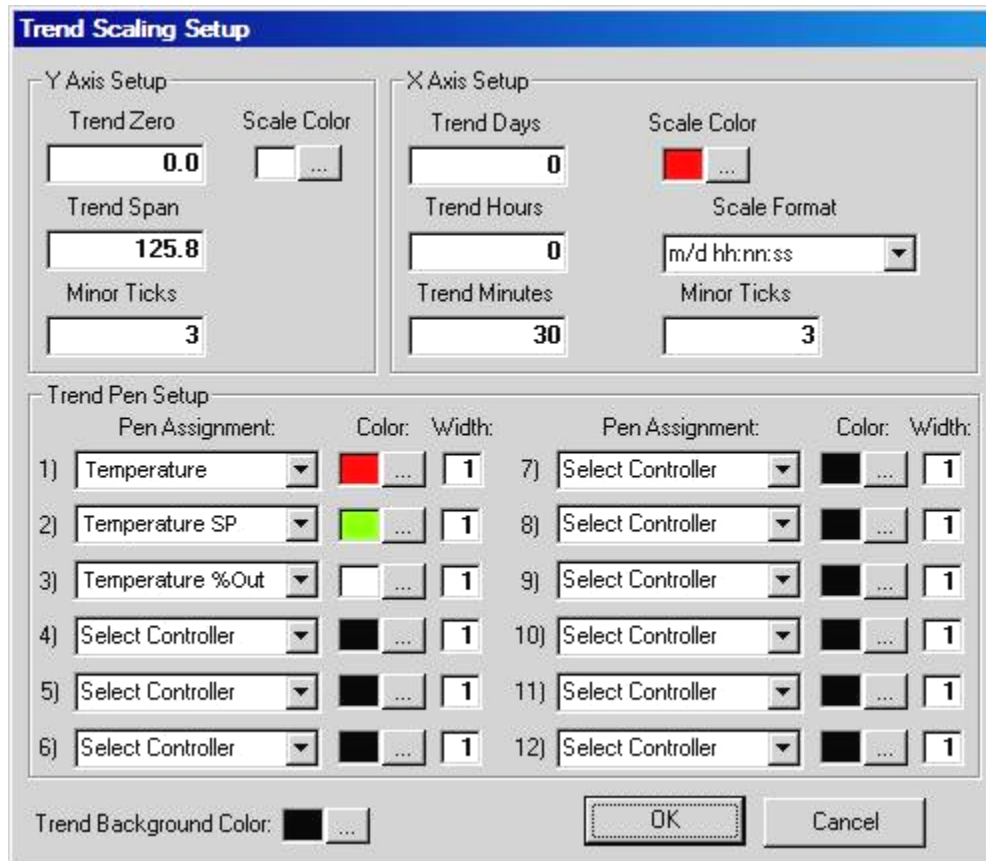 Trend Scaling Setup
Y Axis Setup
Trend Zero Scale Color
0.0 ...
Trend Span
125.8
Minor Ticks
3
X Axis Setup
Trend Days Scale Color
0 ...
Trend Hours Scale Format
0 m/d hh:nn:ss
Trend Minutes Minor Ticks
30 3
Trend Pen Setup
Pen Assignment: Color: Width: Pen Assignment: Color: Width:
1) Temperature ... 1 7) Select Controller ... 1
2) Temperature SP ... 1 8) Select Controller ... 1
3) Temperature %Out ... 1 9) Select Controller ... 1
4) Select Controller ... 1 10) Select Controller ... 1
5) Select Controller ... 1 11) Select Controller ... 1
6) Select Controller ... 1 12) Select Controller ... 1
Trend Background Color: ... OK Cancel